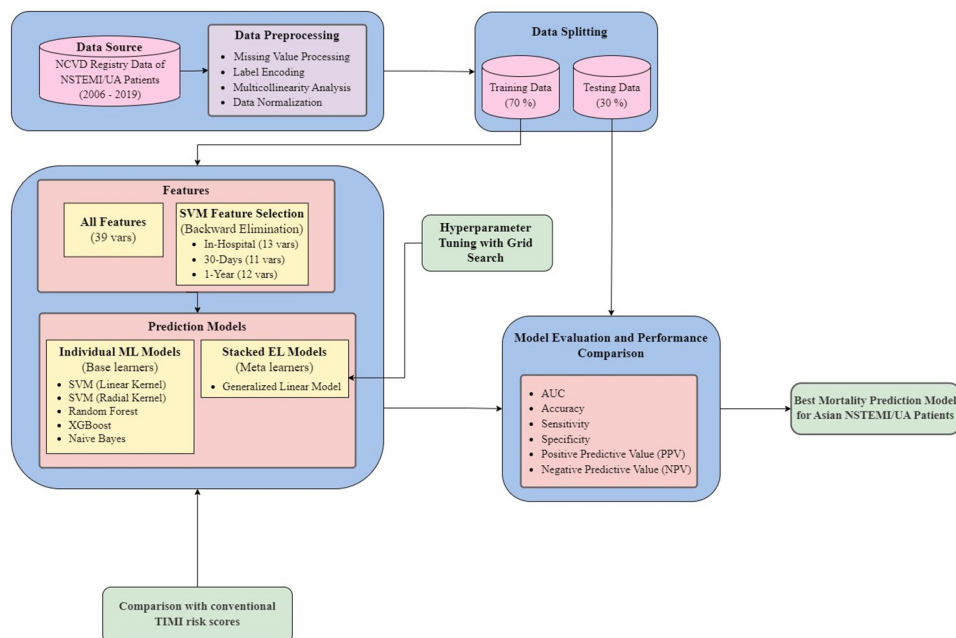 Data Source
NCVD Registry Data of
NSTEMI/UA Patients
(2006 - 2019)
Data Preprocessing
• Missing Value Processing
• Label Encoding
• Multicollinearity Analysis
• Data Normalization
Data Splitting
Training Data
(70 %)
Testing Data
(30 %)
Features
All Features
(39 vars)
SVM Feature Selection
(Backward Elimination)
• In-Hospital (13 vars)
• 30-Days (11 vars)
• 1-Year (12 vars)
Hyperparameter
Tuning with Grid
Search
Prediction Models
Individual ML Models
(Base learners)
• SVM (Linear Kernel)
• SVM (Radial Kernel)
• Random Forest
• XGBoost
• Naive Bayes
Stacked EL Models
(Meta learners)
• Generalized Linear Model
Model Evaluation and Performance
Comparison
• AUC
• Accuracy
• Sensitivity
• Specificity
• Positive Predictive Value (PPV)
• Negative Predictive Value (NPV)
Best Mortality Prediction Model
for Asian NSTEMI/UA Patients
Comparison with conventional
TIMI risk scores